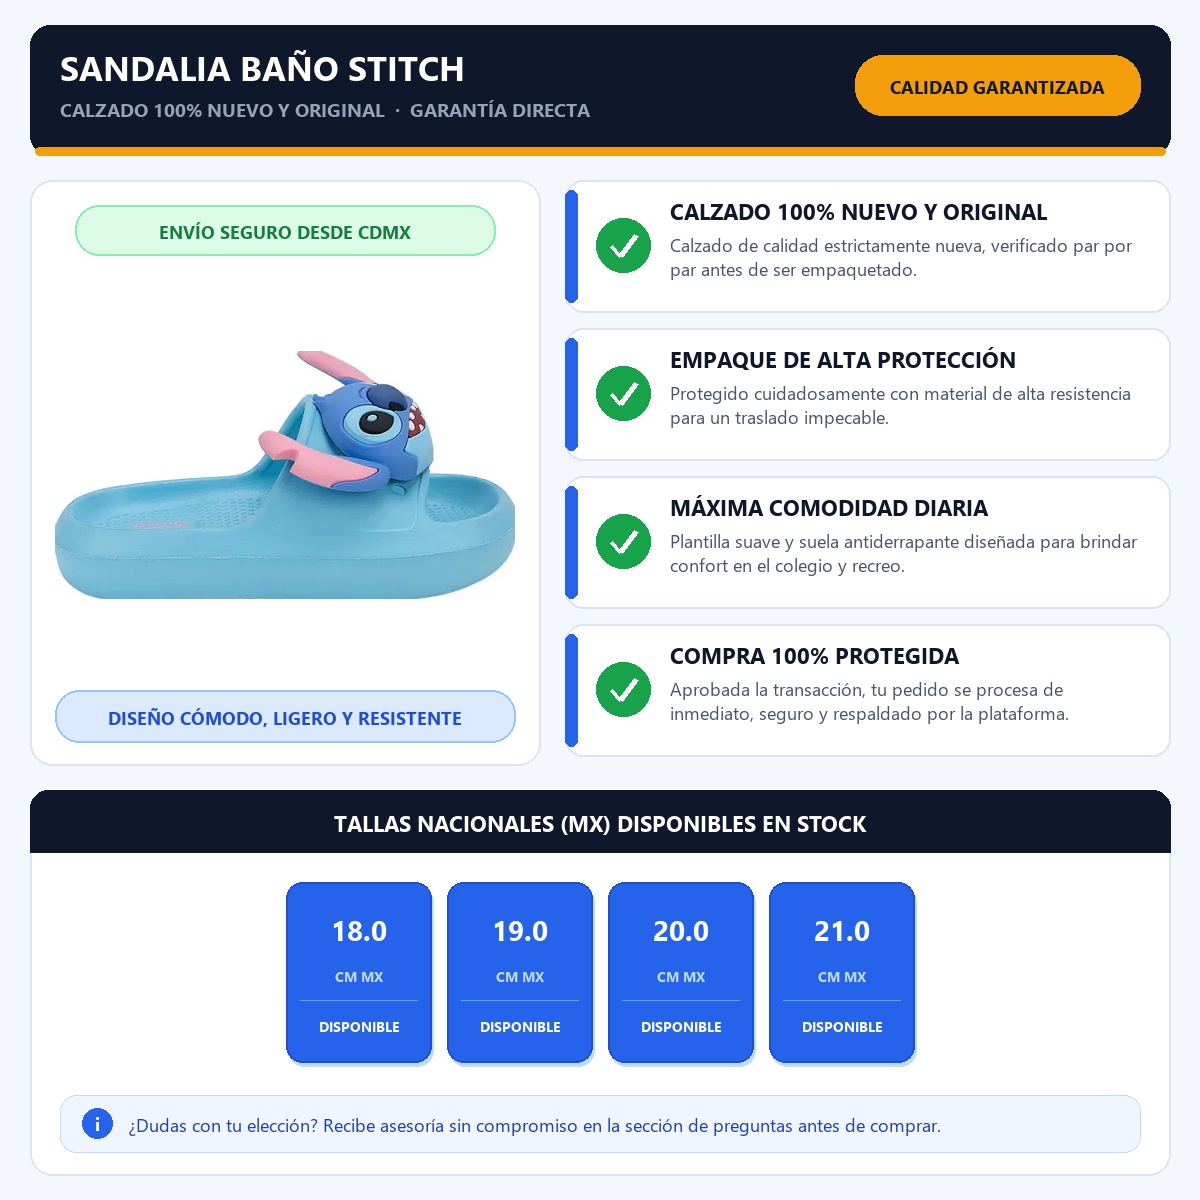 SANDALIA BAÑO STITCH
CALZADO 100% NUEVO Y ORIGINAL · GARANTÍA DIRECTA
CALIDAD GARANTIZADA
ENVÍO SEGURO DESDE CDMX
DISEÑO CÓMODO, LIGERO Y RESISTENTE
CALZADO 100% NUEVO Y ORIGINAL
Calzado de calidad estrictamente nueva, verificado par por
par antes de ser empaquetado.
EMPAQUE DE ALTA PROTECCIÓN
Protegido cuidadosamente con material de alta resistencia
para un traslado impecable.
MÁXIMA COMODIDAD DIARIA
Plantilla suave y suela antiderrapante diseñada para brindar
confort en el colegio y recreo.
COMPRA 100% PROTEGIDA
Aprobada la transacción, tu pedido se procesa de
inmediato, seguro y respaldado por la plataforma.
TALLAS NACIONALES (MX) DISPONIBLES EN STOCK
18.0
CM MX
DISPONIBLE
19.0
CM MX
DISPONIBLE
20.0
CM MX
DISPONIBLE
21.0
CM MX
DISPONIBLE
¿Dudas con tu elección? Recibe asesoría sin compromiso en la sección de preguntas antes de comprar.